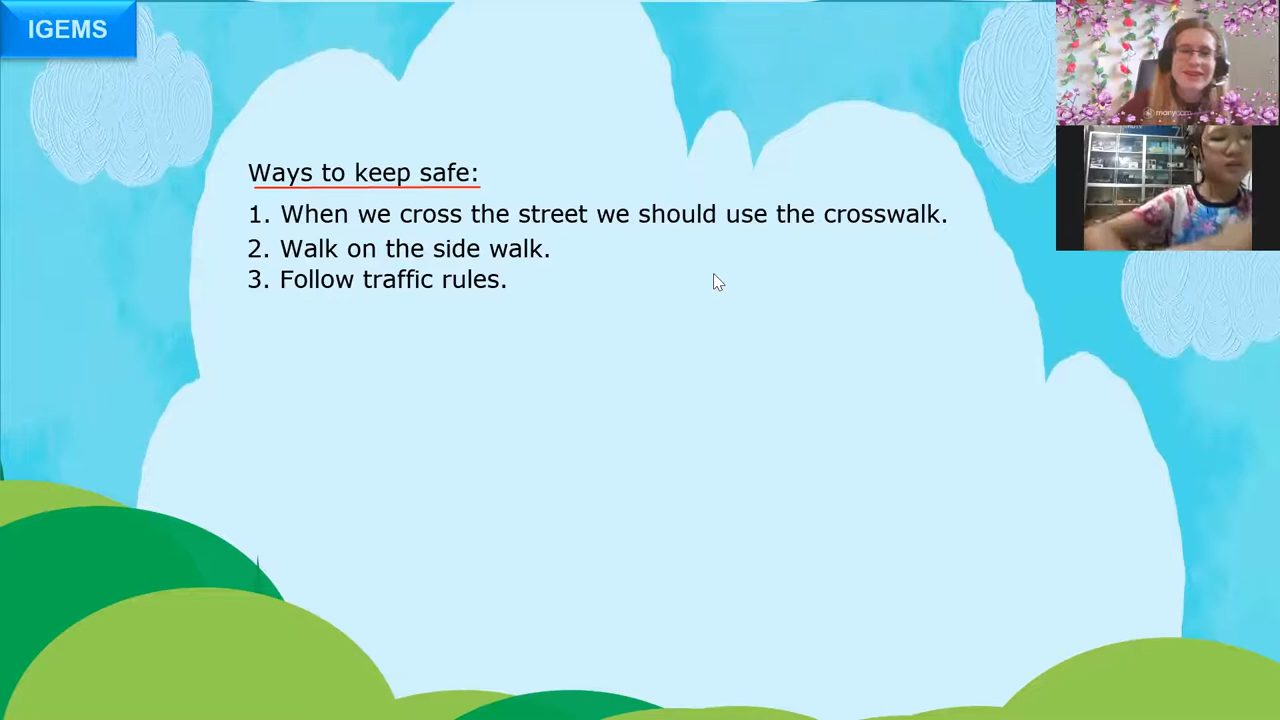 IGEMS
Ways to keep safe:
1. When we cross the street we should use the crosswalk.
2. Walk on the side walk.
3. Follow traffic rules.
manycam